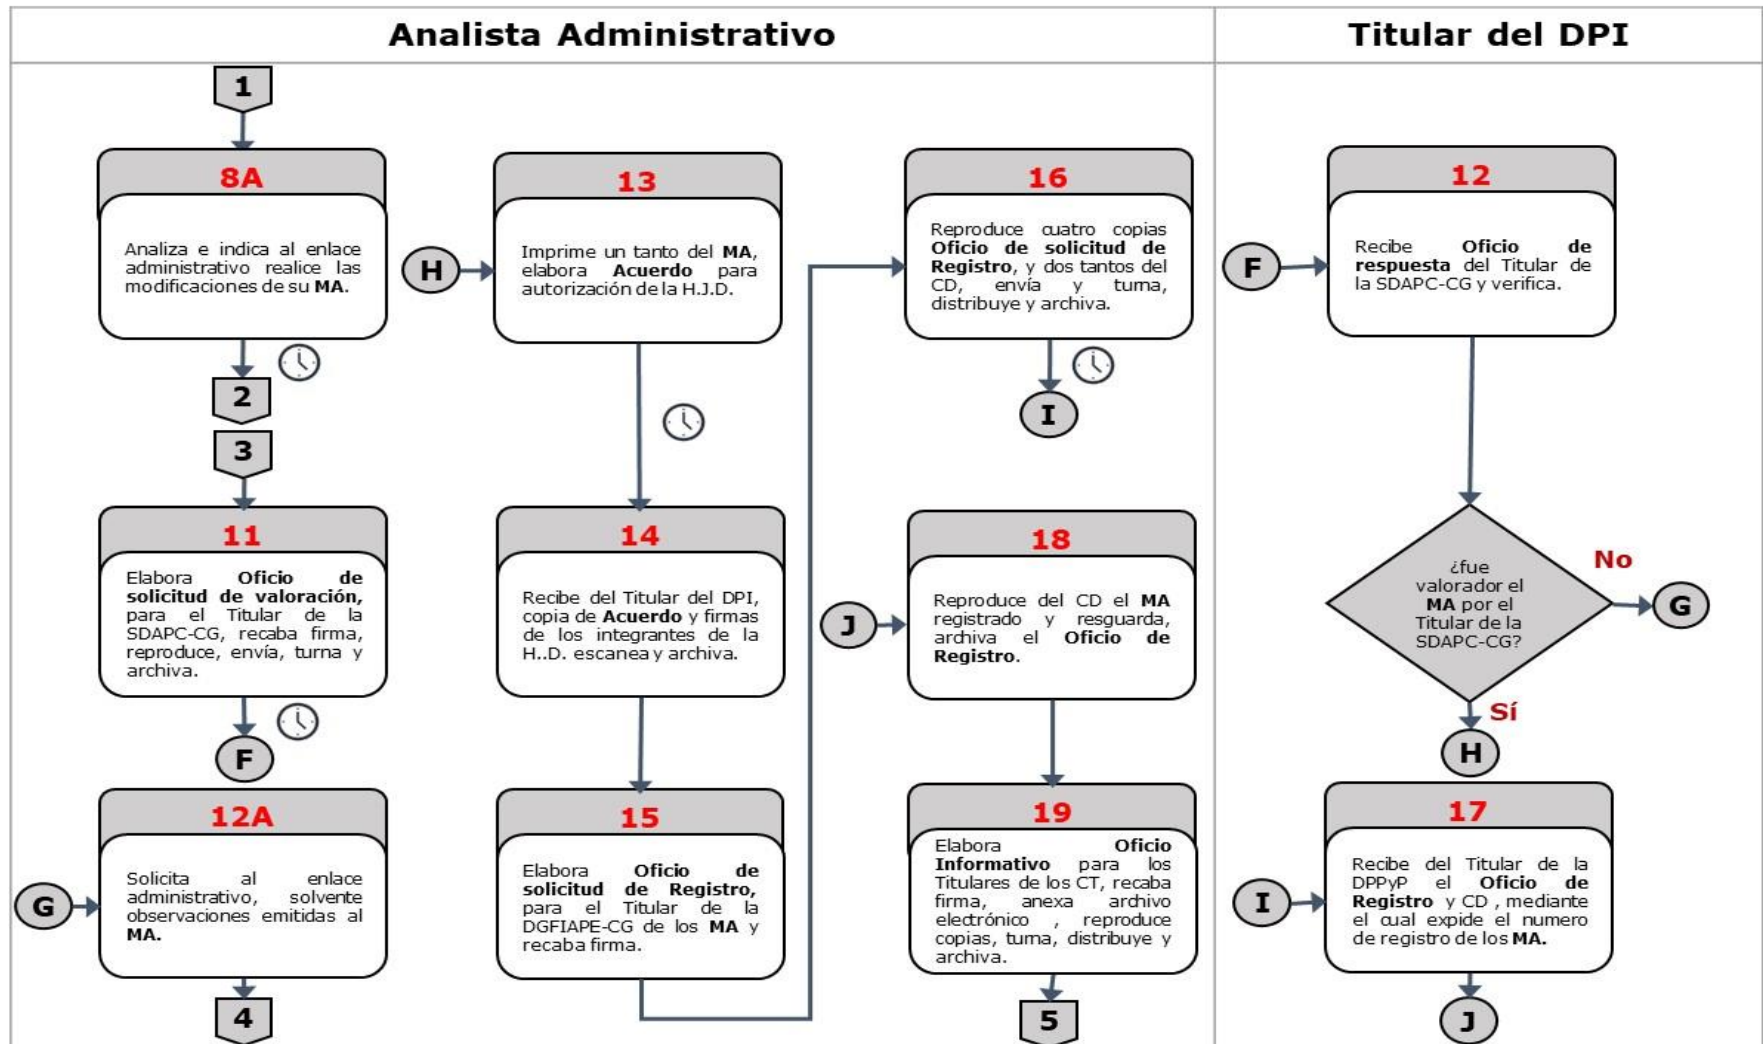 Analista Administrativo
Titular del DPI
1
8A
Analiza e indica al enlace
administrativo realice las
modificaciones de su MA.
2
3
11
Elabora Oficio de
solicitud de valoración,
para el Titular de la
SDAPC-CG, recaba firma,
reproduce, envía, turna y
archiva.
F
12A
G
Solicita al enlace
administrativo, solvente
observaciones emitidas al
MA.
4
13
H
Imprime un tanto del MA,
elabora Acuerdo para
autorización de la H.J.D.
14
Recibe del Titular del DPI,
copia de Acuerdo y firmas
de los integrantes de la
H..D. escanea y archiva.
15
Elabora Oficio de
solicitud de Registro,
para el Titular de la
DGFIAPE-CG de los MA y
recaba firma.
16
Reproduce cuatro copias
Oficio de solicitud de
Registro, y dos tantos del
CD, envía y turna,
distribuye y archiva.
I
18
J
Reproduce del CD el MA
registrado y resguarda,
archiva el Oficio de
Registro.
19
Elabora Oficio
Informativo para los
Titulares de los CT, recaba
firma, anexa archivo
electrónico , reproduce
copias, turna, distribuye y
archiva.
5
12
F
Recibe Oficio de
respuesta del Titular de
la SDAPC-CG y verifica.
¿fue
valorador el
MA por el
Titular de la
SDAPC-CG?
No
G
Sí
H
17
I
Recibe del Titular de la
DPPyP el Oficio de
Registro y CD , mediante
el cual expide el numero
de registro de los MA.
J